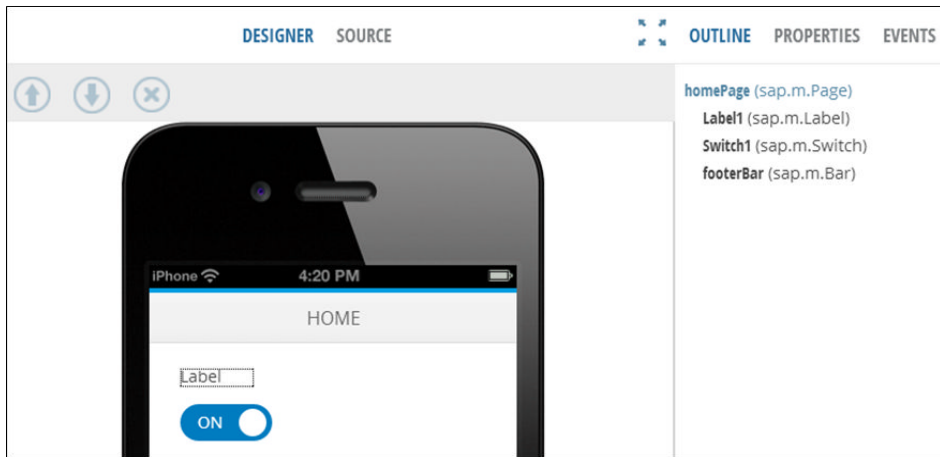 DESIGNER SOURCE
OUTLINE PROPERTIES EVENTS
homePage (sap.m.Page)
Label1 (sap.m.Label)
Switch1 (sap.m.Switch)
footerBar (sap.m.Bar)
iPhone 4:20 PM
HOME
Label
ON